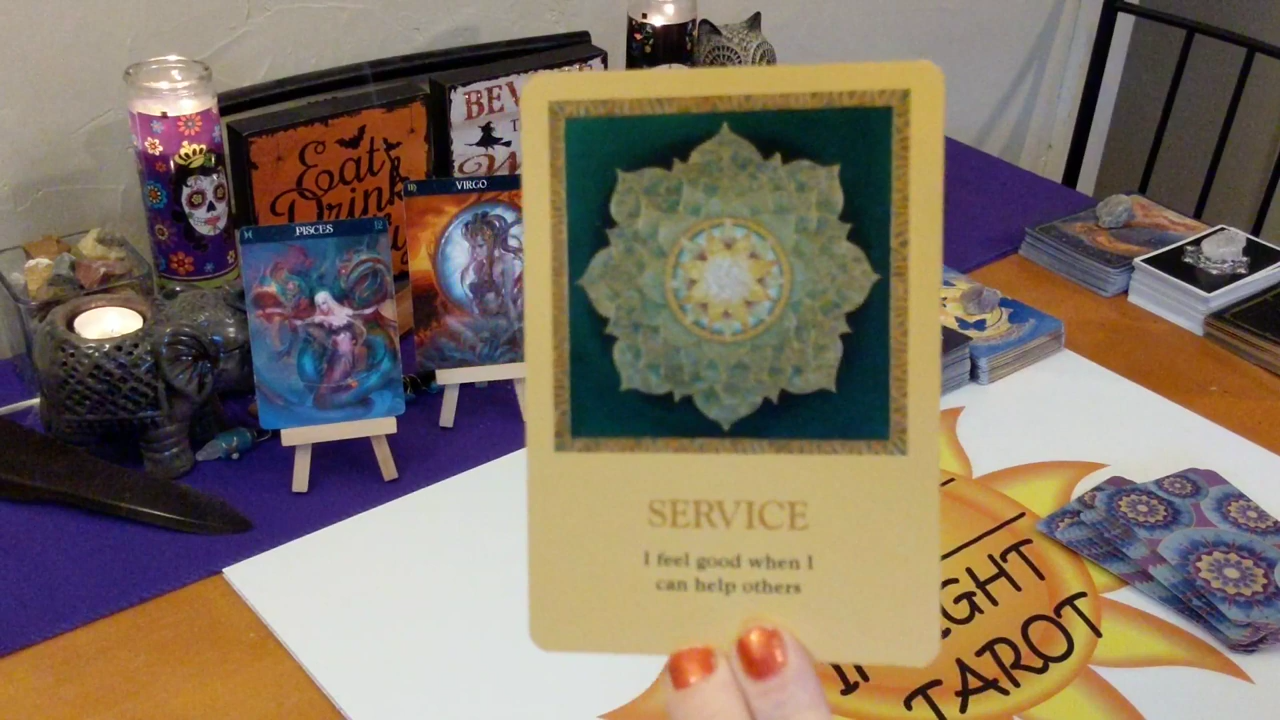 Eat
Drink
BEW
PISCES
12
VIRGO
SERVICE
I feel good when I
can help others
GHT
TAROT